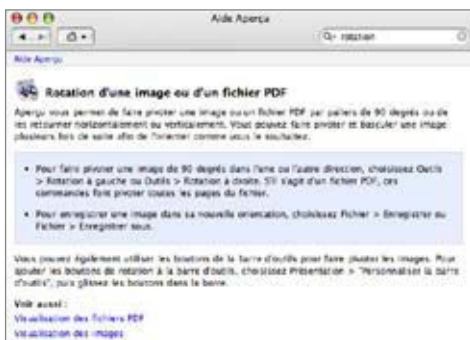 Aide Aperçu
rotation
Aide Aperçu
Rotation d'une image ou d'un fichier PDF
Aperçu vous permet de faire pivoter une image ou un fichier PDF par paliers de 90 degrés ou de
les retourner horizontalement ou verticalement. Vous pouvez faire pivoter et basculer une image
plusieurs fois de suite afin de l'orienter comme vous le souhaitez.
• Pour faire pivoter une image de 90 degrés dans l'une ou l'autre direction, choisissez Outils
> Rotation à gauche ou Outils > Rotation à droite. S'il s'agit d'un fichier PDF, ces
commandes font pivoter toutes les pages du fichier.
• Pour enregistrer une image dans sa nouvelle orientation, choisissez Fichier > Enregistrer ou
Fichier > Enregistrer sous.
Vous pouvez également utiliser les boutons de la barre d'outils pour faire pivoter les images. Pour
ajouter les boutons de rotation à la barre d'outils, choisissez Présentation > "Personnaliser la barre
d'outils", puis glissez les boutons dans la barre.
Voir aussi :
Visualisation des fichiers PDF
Visualisation des images